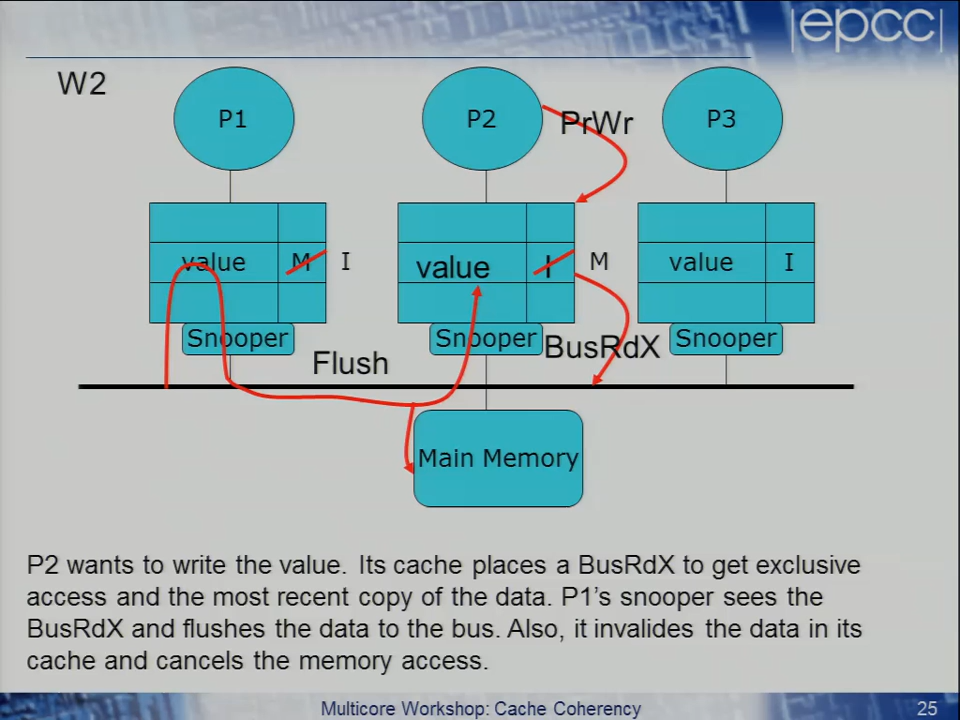 |epcc|
W2
P1
P2
PrWr
P3
value M I
value I M
value I
Snooper
Snooper
Snooper
Flush
BusRdX
Main Memory
P2 wants to write the value. Its cache places a BusRdX to get exclusive
access and the most recent copy of the data. P1's snooper sees the
BusRdX and flushes the data to the bus. Also, it invalides the data in its
cache and cancels the memory access.
Multicore Workshop: Cache Coherency
25